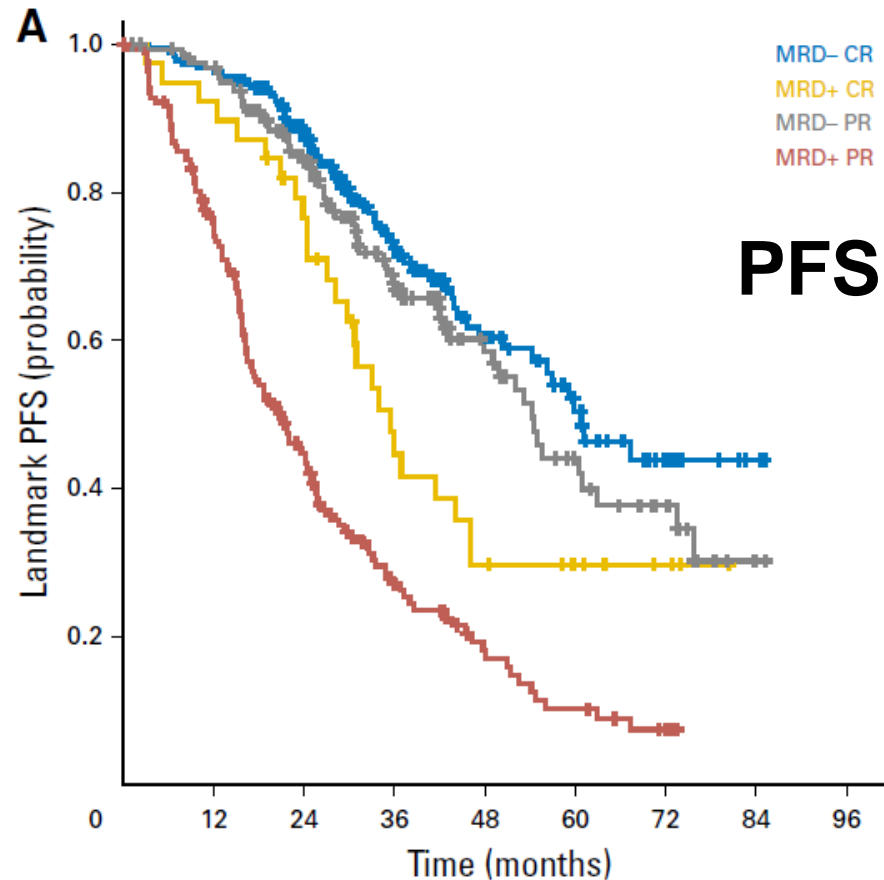 A
1.0
0.8
0.6
0.4
0.2
0
12
24
36
48
60
72
84
96
Landmark PFS (probability)
Time (months)
MRD– CR
MRD+ CR
MRD– PR
MRD+ PR
PFS